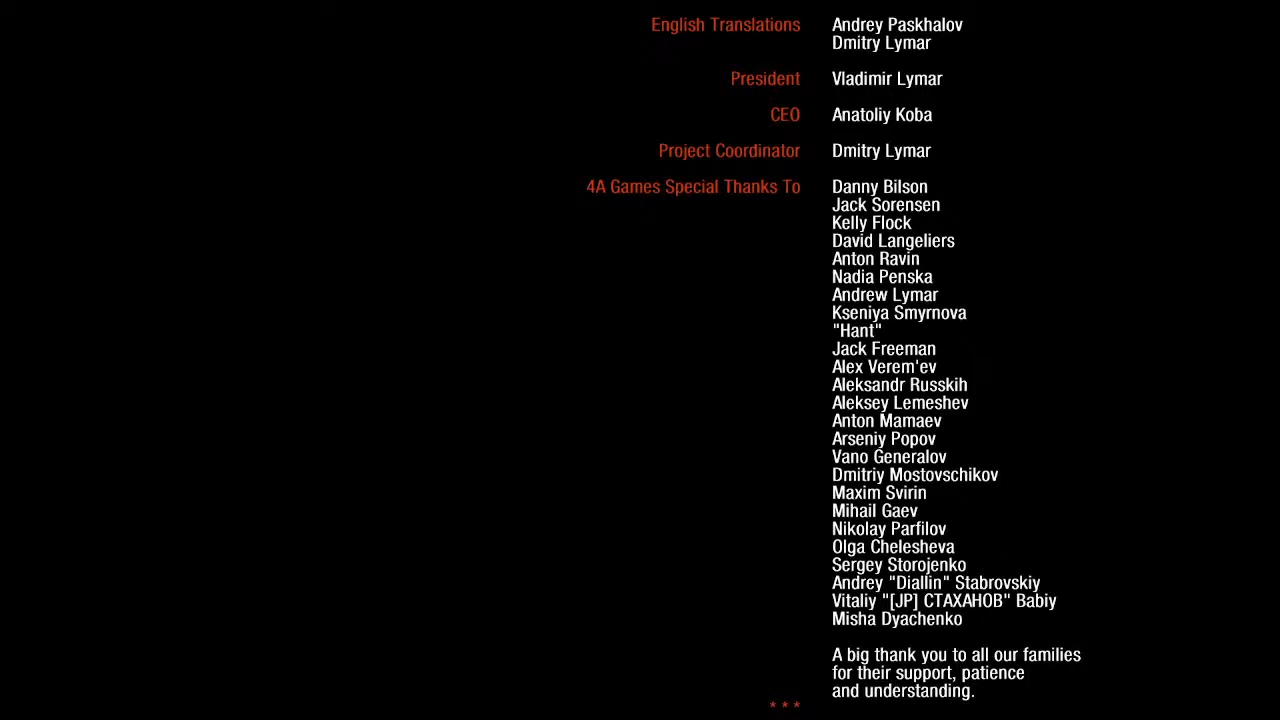 English Translations Andrey Paskhalov
Dmitry Lymar
President Vladimir Lymar
CEO Anatoliy Koba
Project Coordinator Dmitry Lymar
4A Games Special Thanks To Danny Bilson
Jack Sorensen
Kelly Flock
David Langeliers
Anton Ravin
Nadia Penska
Andrew Lymar
Kseniya Smyrnova
"Hant"
Jack Freeman
Alex Verem'ev
Aleksandr Russkih
Aleksey Lemeshev
Anton Mamaev
Arseniy Popov
Vano Generalov
Dmitriy Mostovschikov
Maxim Svirin
Mihail Gaev
Nikolay Parfilov
Olga Chelesheva
Sergey Storojenko
Andrey "Diallin" Stabrovskiy
Vitaliy "[JP] СТАХАНОВ" Babiy
Misha Dyachenko
A big thank you to all our families
for their support, patience
and understanding.
* * *